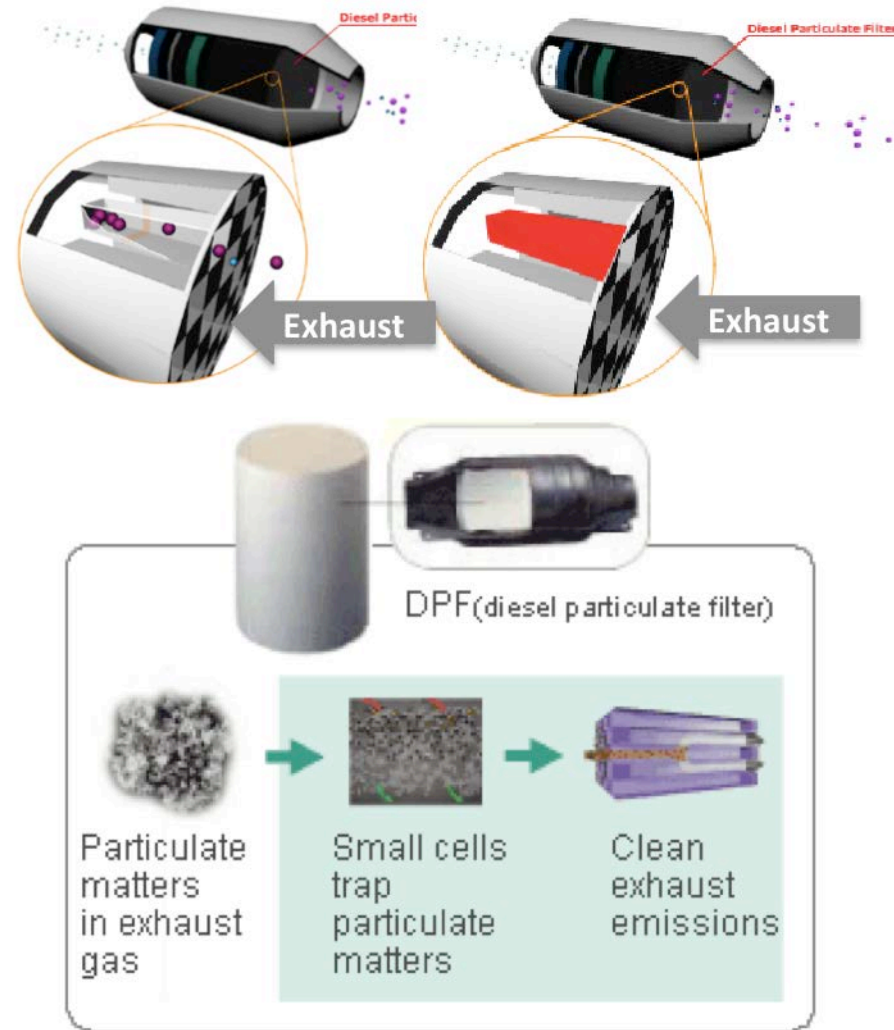 Diesel Partic
Diesel Particulate Filter
Exhaust
Exhaust
DPF(diesel particulate filter)
Particulate
matters
in exhaust
gas
Small cells
trap
particulate
matters
Clean
exhaust
emissions